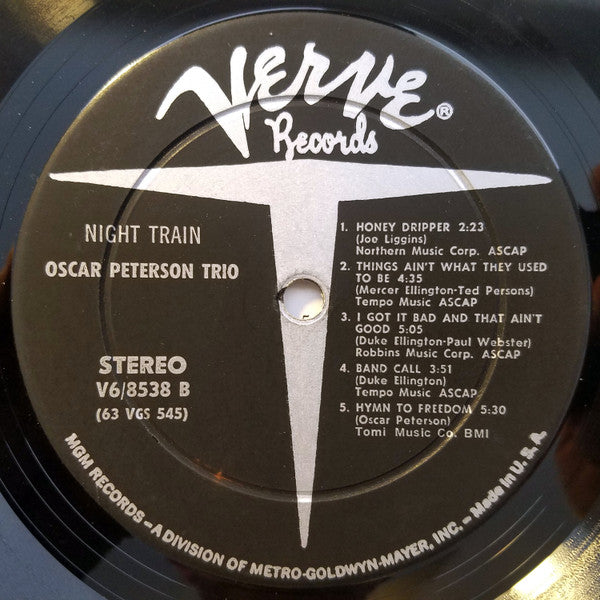 Verve®
Records
NIGHT TRAIN
OSCAR PETERSON TRIO
STEREO
V6/8538 B
(63 VGS 545)
1. HONEY DRIPPER 2:23
(Joe Liggins)
Northern Music Corp. ASCAP
2. THINGS AIN'T WHAT THEY USED
TO BE 4:35
(Mercer Ellington-Ted Persons)
Tempo Music ASCAP
3. I GOT IT BAD AND THAT AIN'T
GOOD 5:05
(Duke Ellington-Paul Webster)
Robbins Music Corp. ASCAP
4. BAND CALL 3:51
(Duke Ellington)
Tempo Music ASCAP
5. HYMN TO FREEDOM 5:30
(Oscar Peterson)
Tomi Music Co. BMI
MGM RECORDS – A DIVISION OF METRO-GOLDWYN-MAYER, INC. – Made in U. S. A.